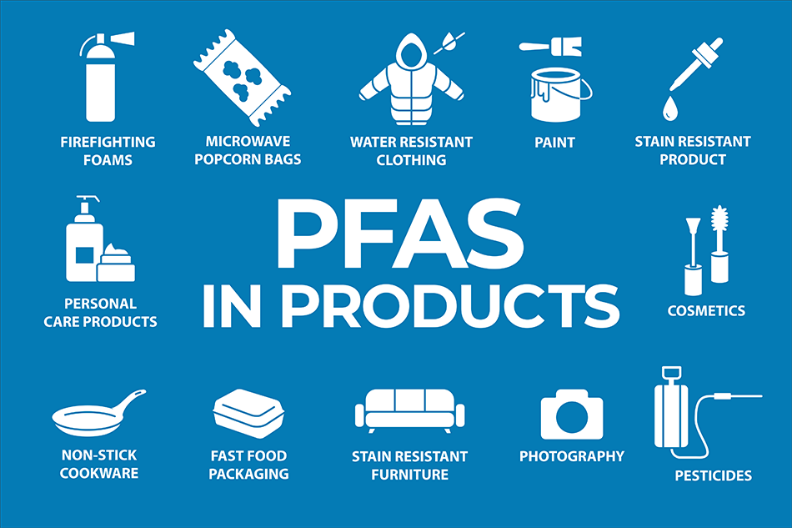 FIREFIGHTING
FOAMS
MICROWAVE
POPCORN BAGS
WATER RESISTANT
CLOTHING
PAINT
STAIN RESISTANT
PRODUCT
PFAS
IN PRODUCTS
PERSONAL
CARE PRODUCTS
COSMETICS
NON-STICK
COOKWARE
FAST FOOD
PACKAGING
STAIN RESISTANT
FURNITURE
PHOTOGRAPHY
PESTICIDES